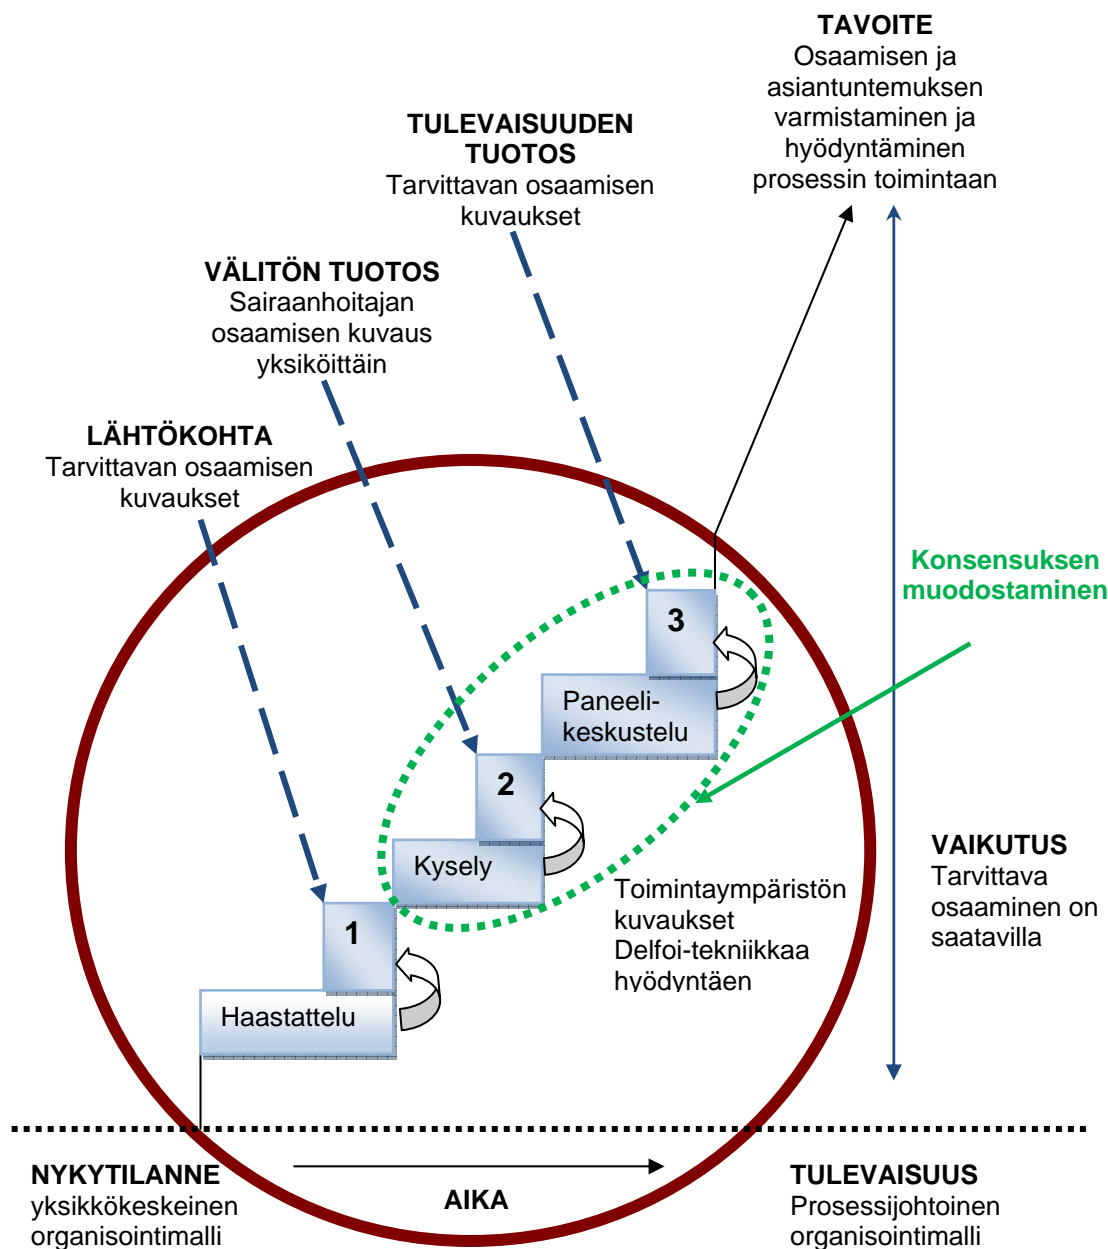 TAVOITE
Osaamisen ja
asiantuntemuksen
varmistaminen ja
hyödyntäminen
prosessin toimintaan
TULEVAISUUDEN
TUOTOS
Tarvittavan osaamisen
kuvaukset
VÄLITÖN TUOTOS
Sairaanhoitajan
osaamisen kuvaus
yksiköittäin
LÄHTÖKOHTA
Tarvittavan osaamisen
kuvaukset
Konsensuksen
muodostaminen
3
Paneeli-
keskustelu
2
Kysely
1
Haastattelu
Toimintaympäristön
kuvaukset
Delfoi-tekniikkaa
hyödyntäen
VAIKUTUS
Tarvittava
osaaminen on
saatavilla
NYKYTILANNE
yksikkökeskeinen
organisointimalli
AIKA
TULEVAISUUS
Prosessijohtoinen
organisointimalli